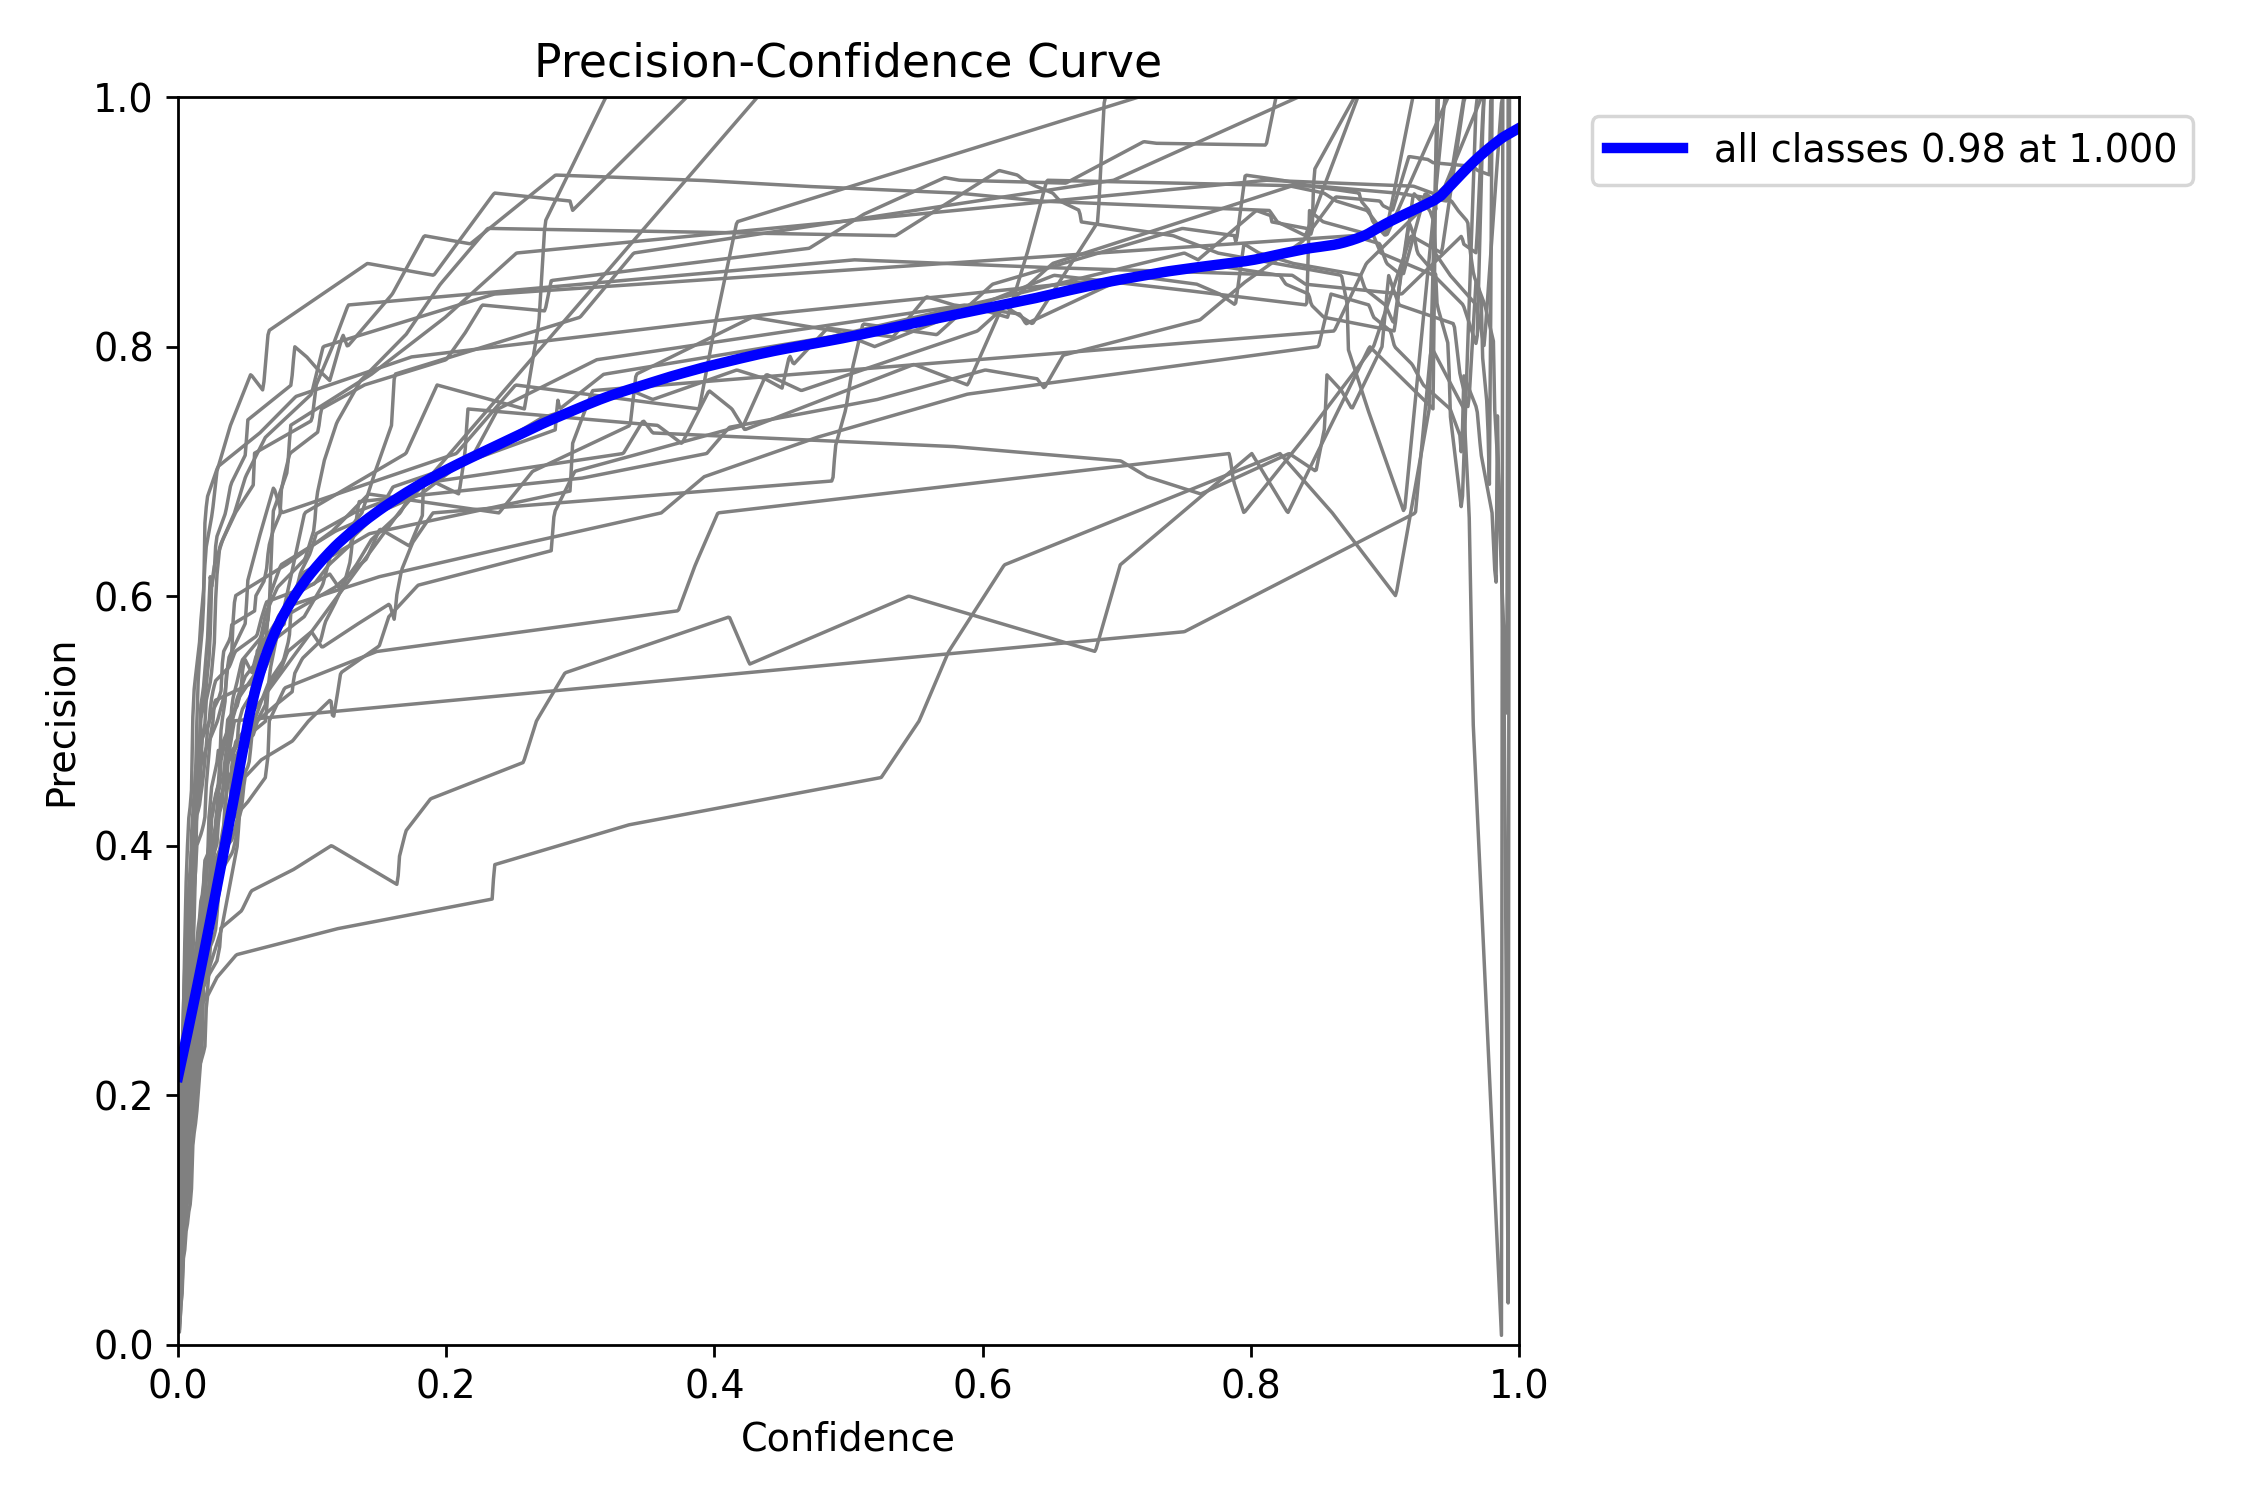 Precision-Confidence Curve
all classes 0.98 at 1.000
1.0
0.8
0.6
0.4
0.2
0.0
Precision
0.0 0.2 0.4 0.6 0.8 1.0
Confidence